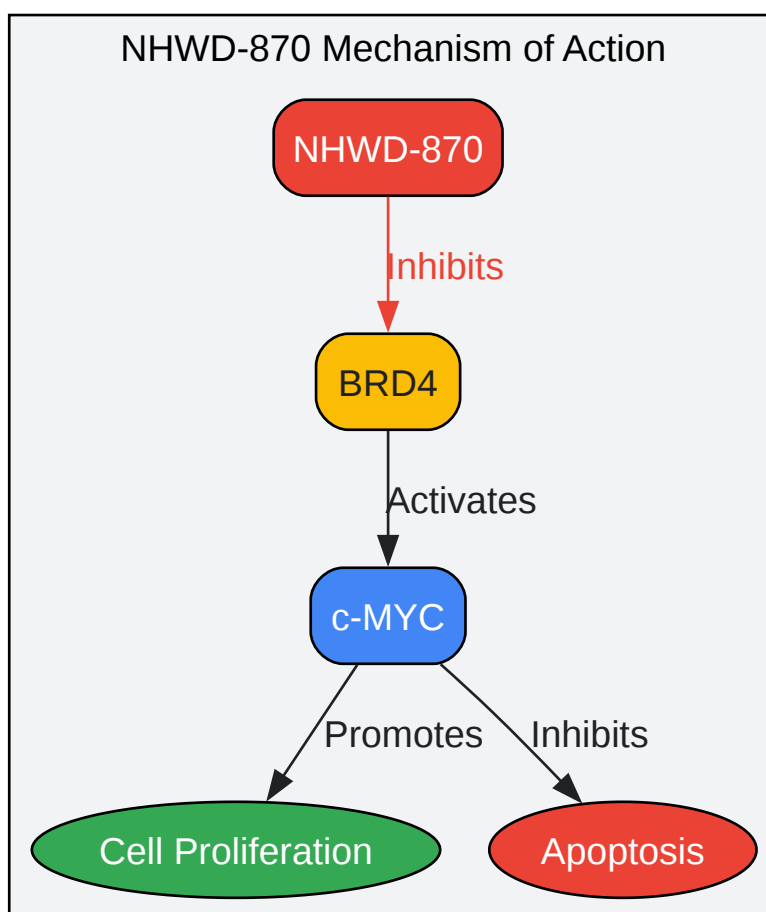 NHWD-870 Mechanism of Action
NHWD-870
Inhibits
BRD4
Activates
c-MYC
Promotes
Inhibits
Cell Proliferation
Apoptosis